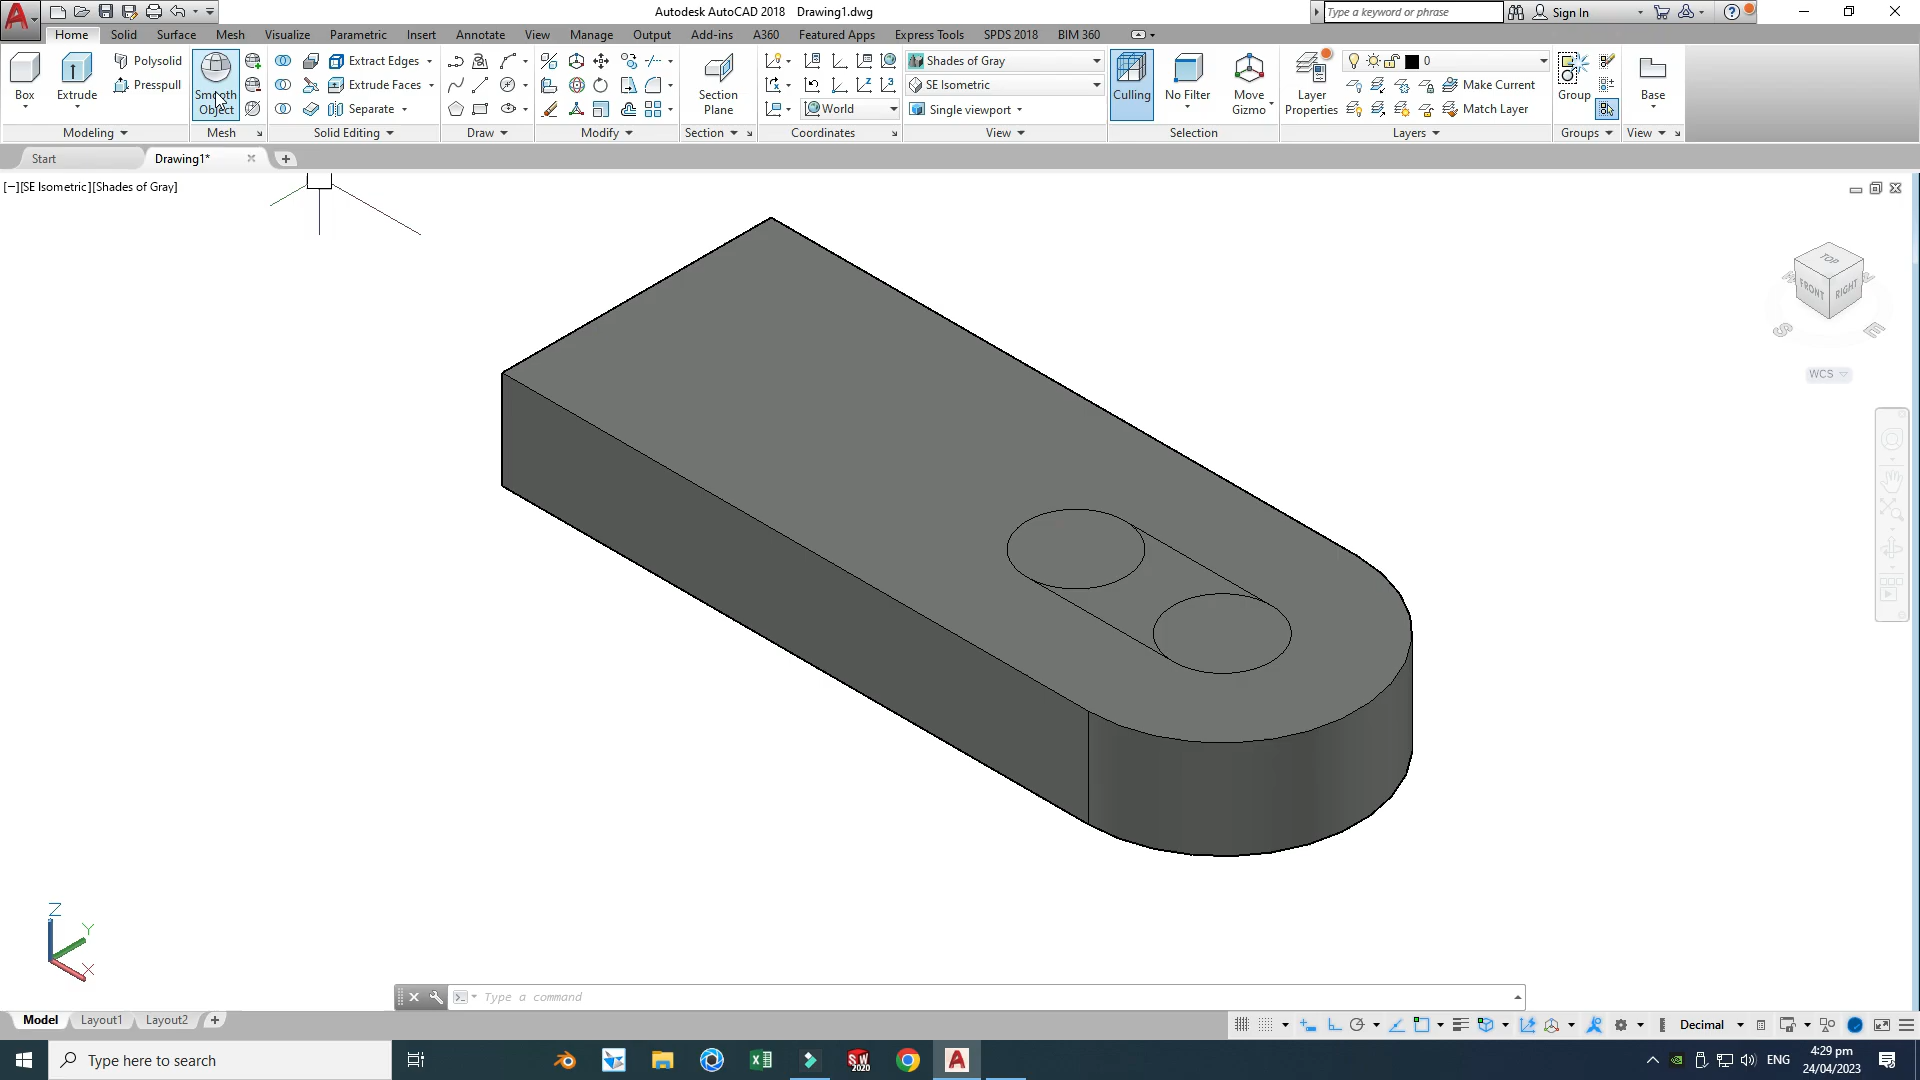 Autodesk AutoCAD 2018 Drawing1.dwg
Type a keyword or phrase
Sign In
Home Solid Surface Mesh Visualize Parametric Insert Annotate View Manage Output Add-ins A360 Featured Apps Express Tools SPDS 2018 BIM 360
Box
Extrude
Polysolid
Presspull
Smooth Object
Extract Edges
Extrude Faces
Separate
Section Plane
World
Shades of Gray
SE Isometric
Single viewport
Culling
No Filter
Move Gizmo
Layer Properties
0
Make Current
Match Layer
Group
Base
Modeling Mesh Solid Editing Draw Modify Section Coordinates View Selection Layers Groups View
Start
Drawing1*
[−][SE Isometric][Shades of Gray]
TOP
FRONT
RIGHT
S
E
WCS
Z
Y
X
Type a command
Model Layout1 Layout2
Decimal
Type here to search
SW 2020
ENG
4:29 pm
24/04/2023